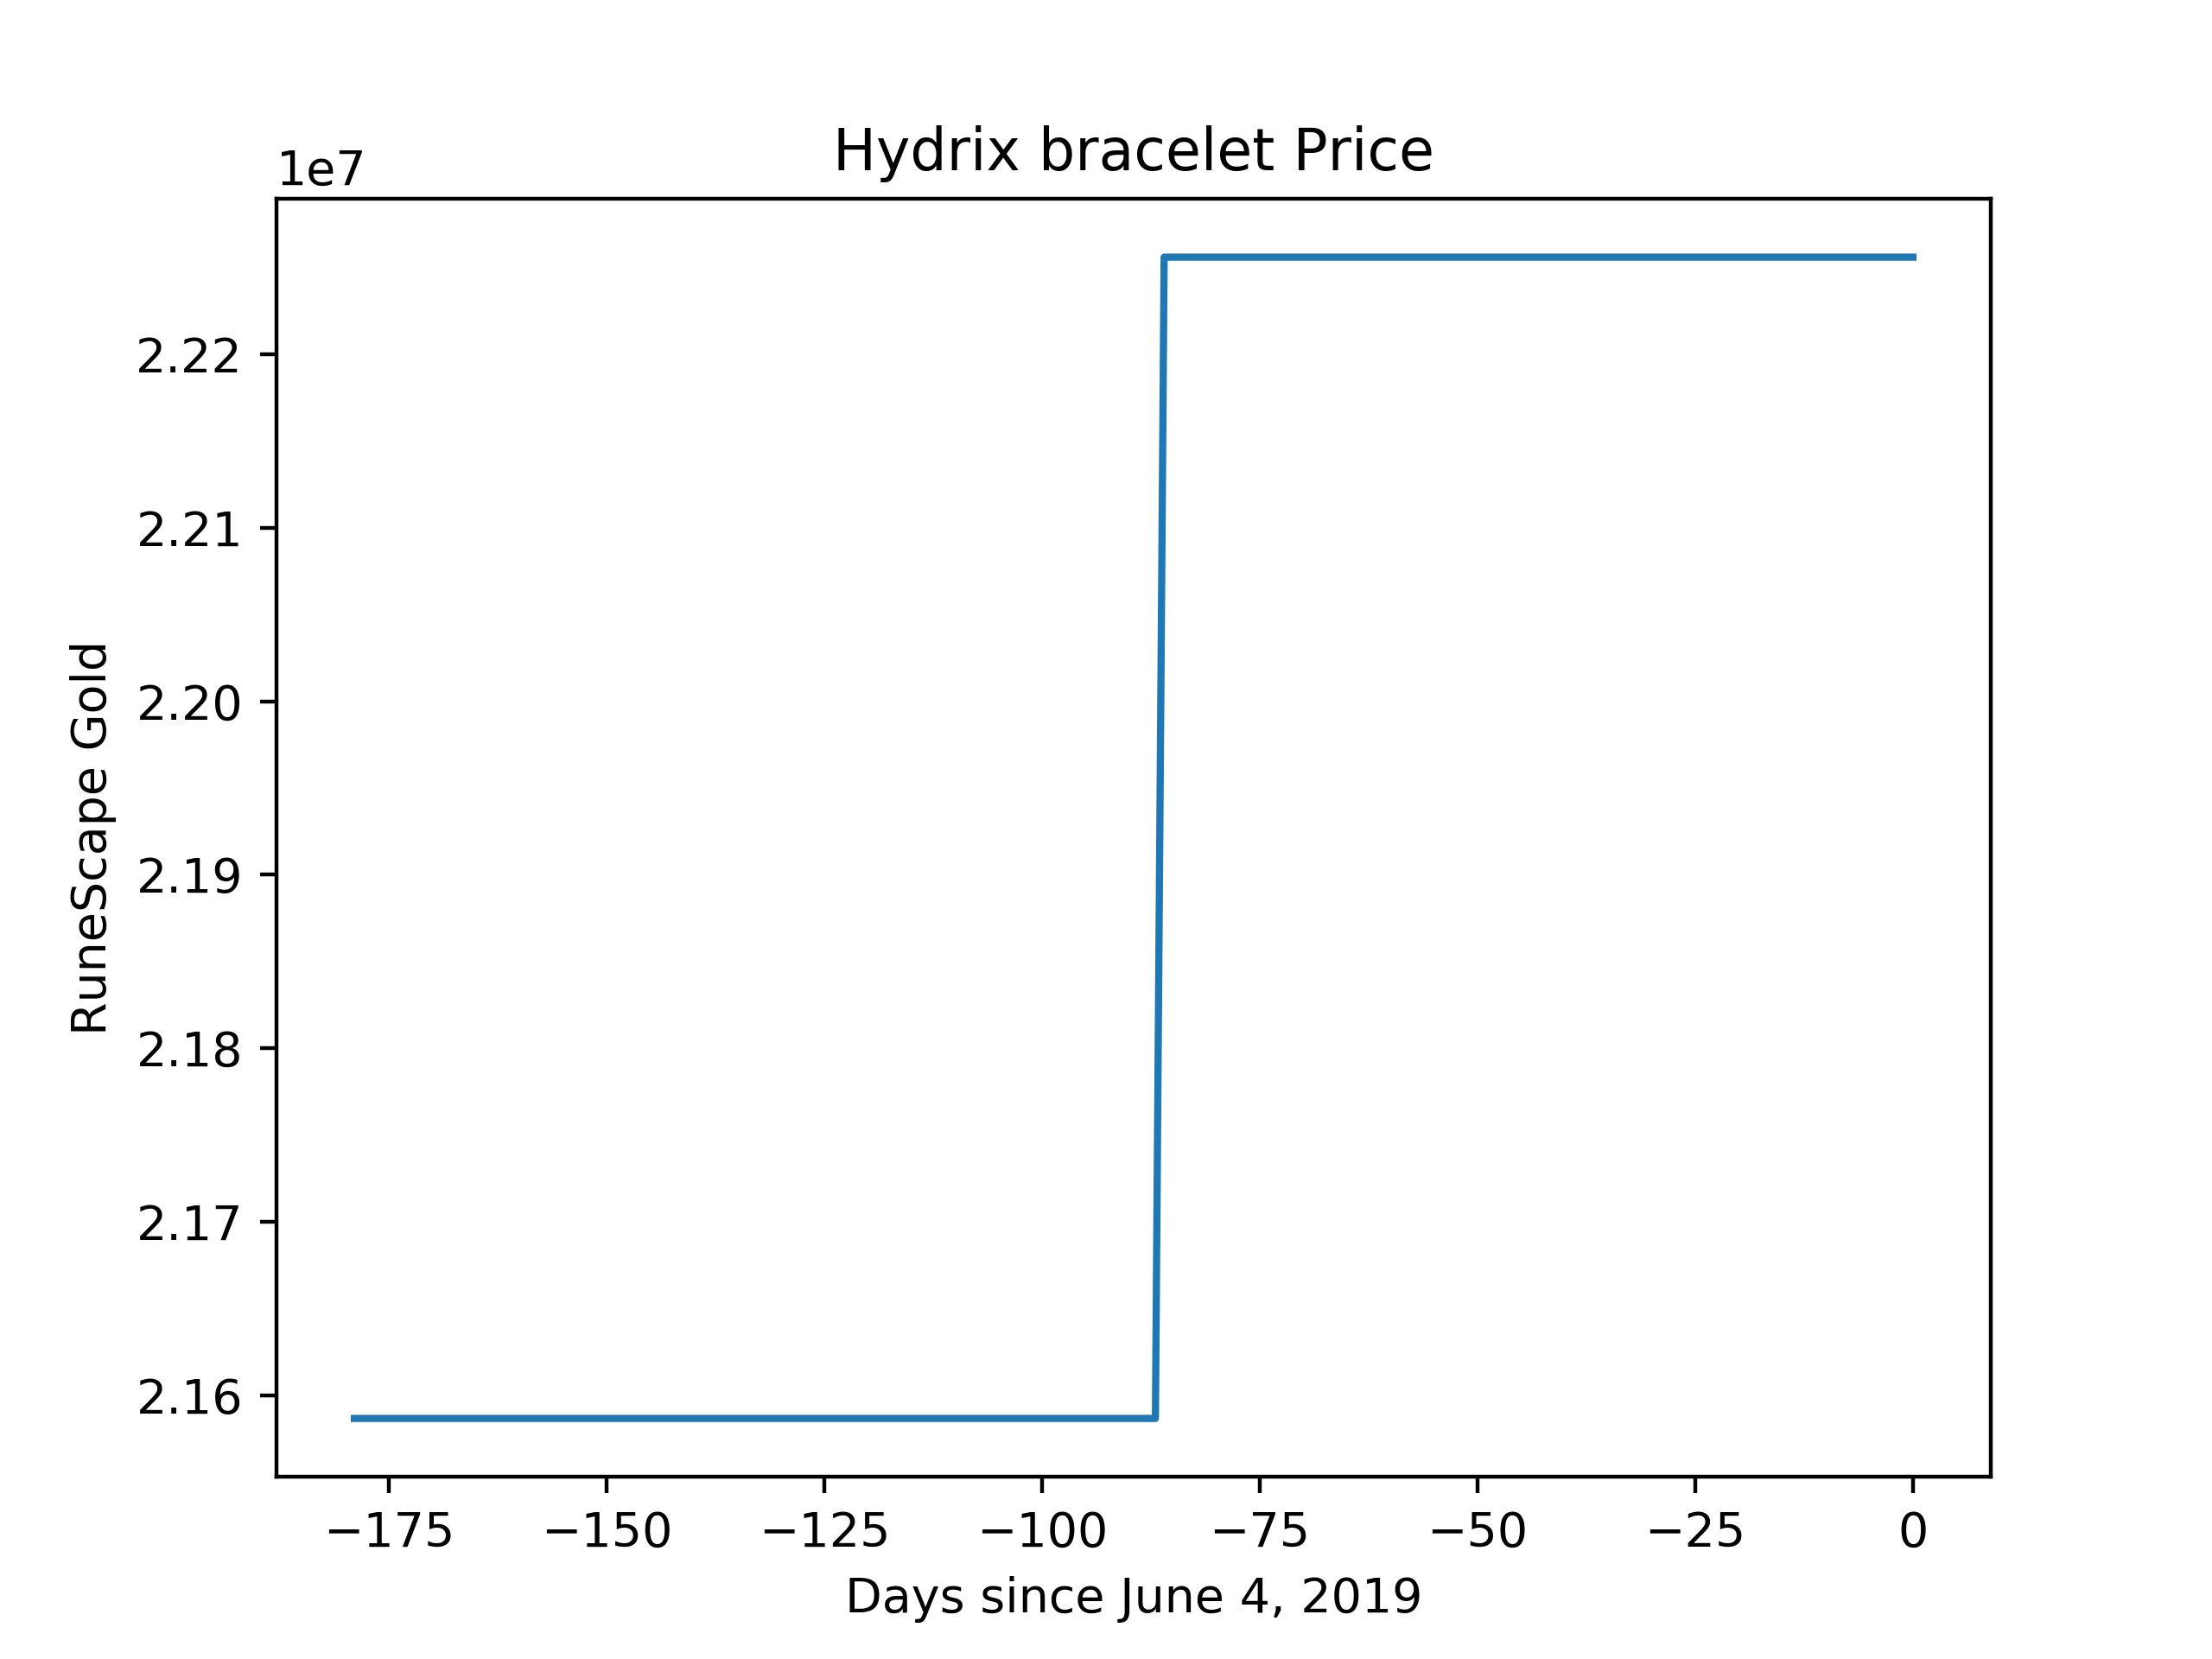 Hydrix bracelet Price
1e7
2.22
2.21
2.20
2.19
2.18
2.17
2.16
RuneScape Gold
−175 −150 −125 −100 −75 −50 −25 0
Days since June 4, 2019